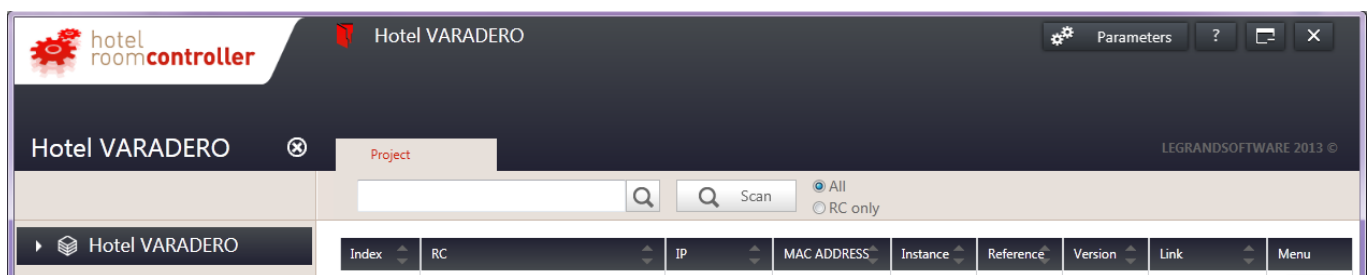 hotel
roomcontroller
Hotel VARADERO
Parameters ?
Hotel VARADERO
Project
LEGRANDSOFTWARE 2013 ©
Scan
All
RC only
Hotel VARADERO
Index RC IP MAC ADDRESS Instance Reference Version Link Menu